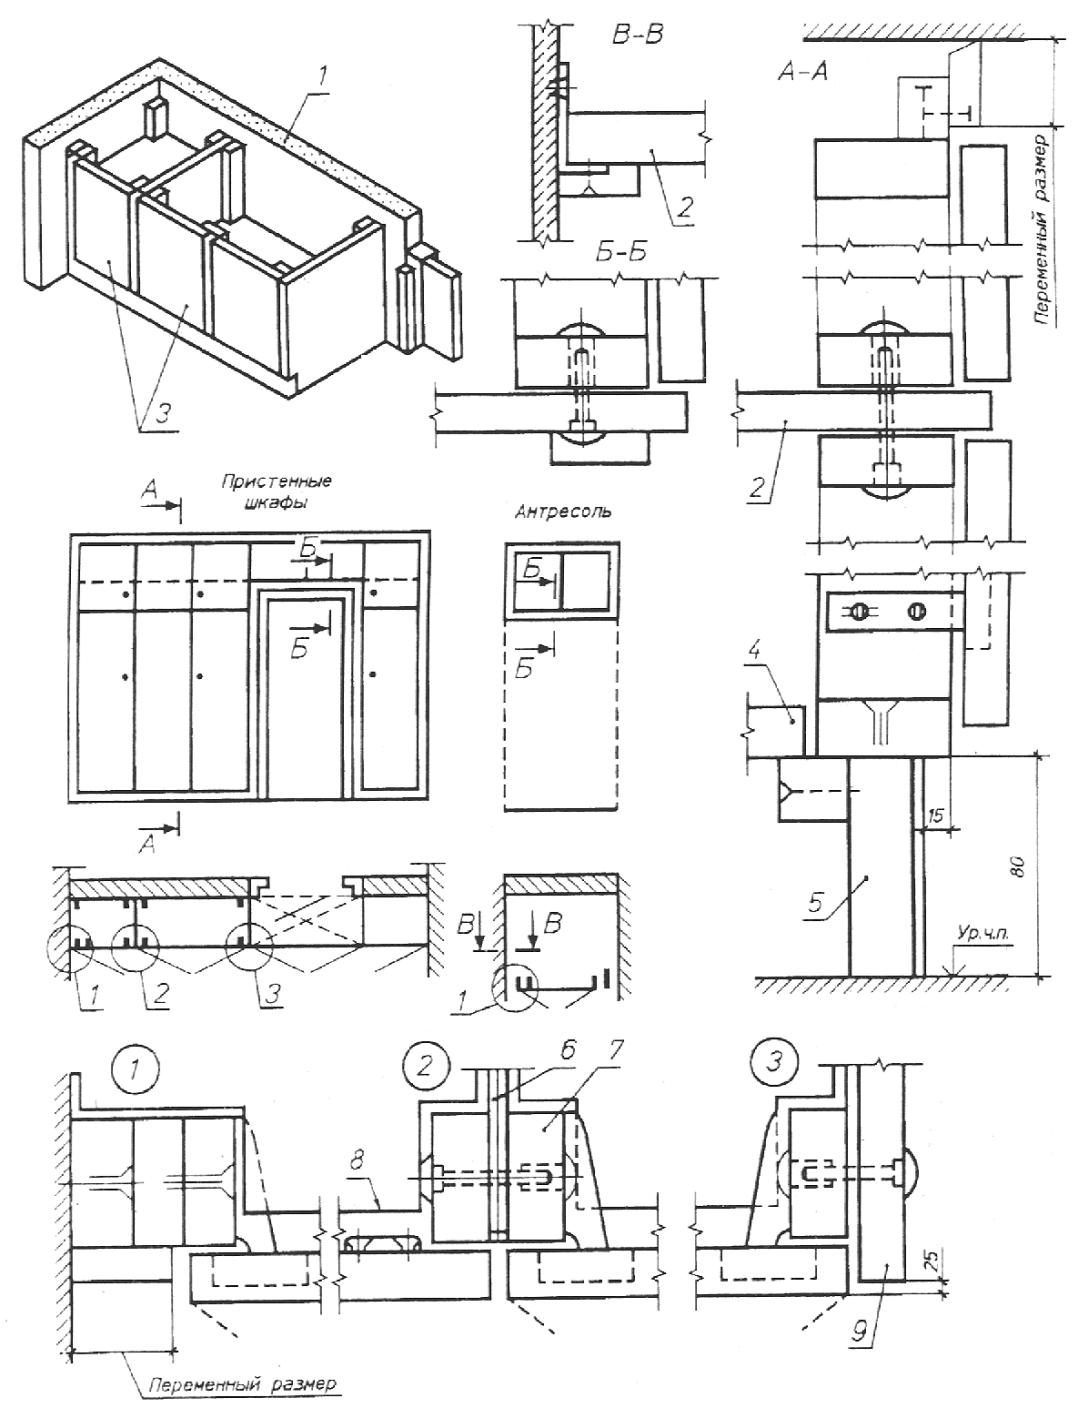 В-В
А-А
1
2
Переменный размер
Б-Б
3
2
Пристенные
шкафы
Антресоль
А
Б
Б
Б
Б
4
А
15
80
5
В
В
Ур.ч.п.
1
2
3
1
1
2
6
7
3
8
25
9
Переменный размер